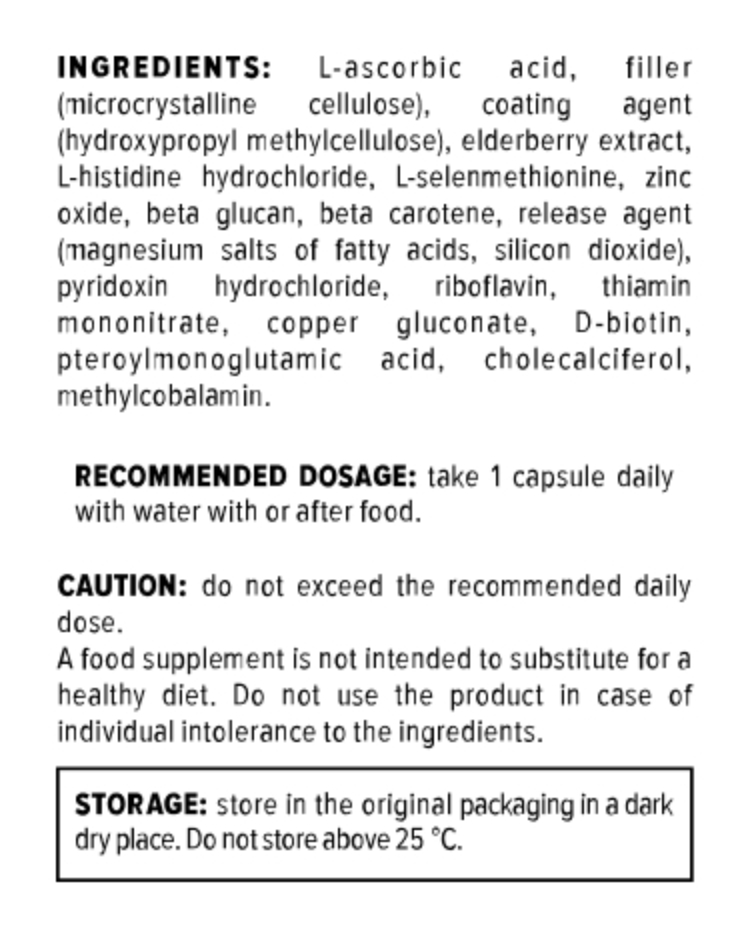 INGREDIENTS: L-ascorbic acid, filler
(microcrystalline cellulose), coating agent
(hydroxypropyl methylcellulose), elderberry extract,
L-histidine hydrochloride, L-selenmethionine, zinc
oxide, beta glucan, beta carotene, release agent
(magnesium salts of fatty acids, silicon dioxide),
pyridoxin hydrochloride, riboflavin, thiamin
mononitrate, copper gluconate, D-biotin,
pteroylmonoglutamic acid, cholecalciferol,
methylcobalamin.
RECOMMENDED DOSAGE: take 1 capsule daily
with water with or after food.
CAUTION: do not exceed the recommended daily
dose.
A food supplement is not intended to substitute for a
healthy diet. Do not use the product in case of
individual intolerance to the ingredients.
STORAGE: store in the original packaging in a dark
dry place. Do not store above 25 °C.